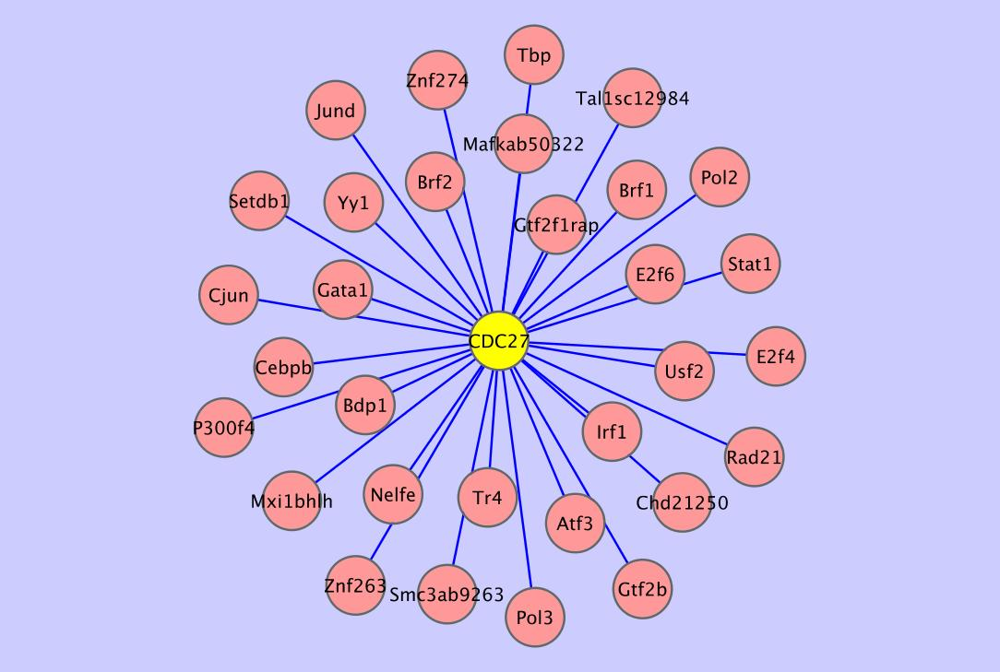 Tbp
Znf274
Tal1sc12984
Jund
Mafkab50322
Brf2
Brf1
Pol2
Setdb1
Yy1
Gtf2f1rap
Stat1
E2f6
Gata1
Cjun
CDC27
E2f4
Cebpb
Usf2
Bdp1
P300f4
Irf1
Rad21
Mxi1bhlh
Nelfe
Tr4
Chd21250
Atf3
Znf263
Smc3ab9263
Gtf2b
Pol3